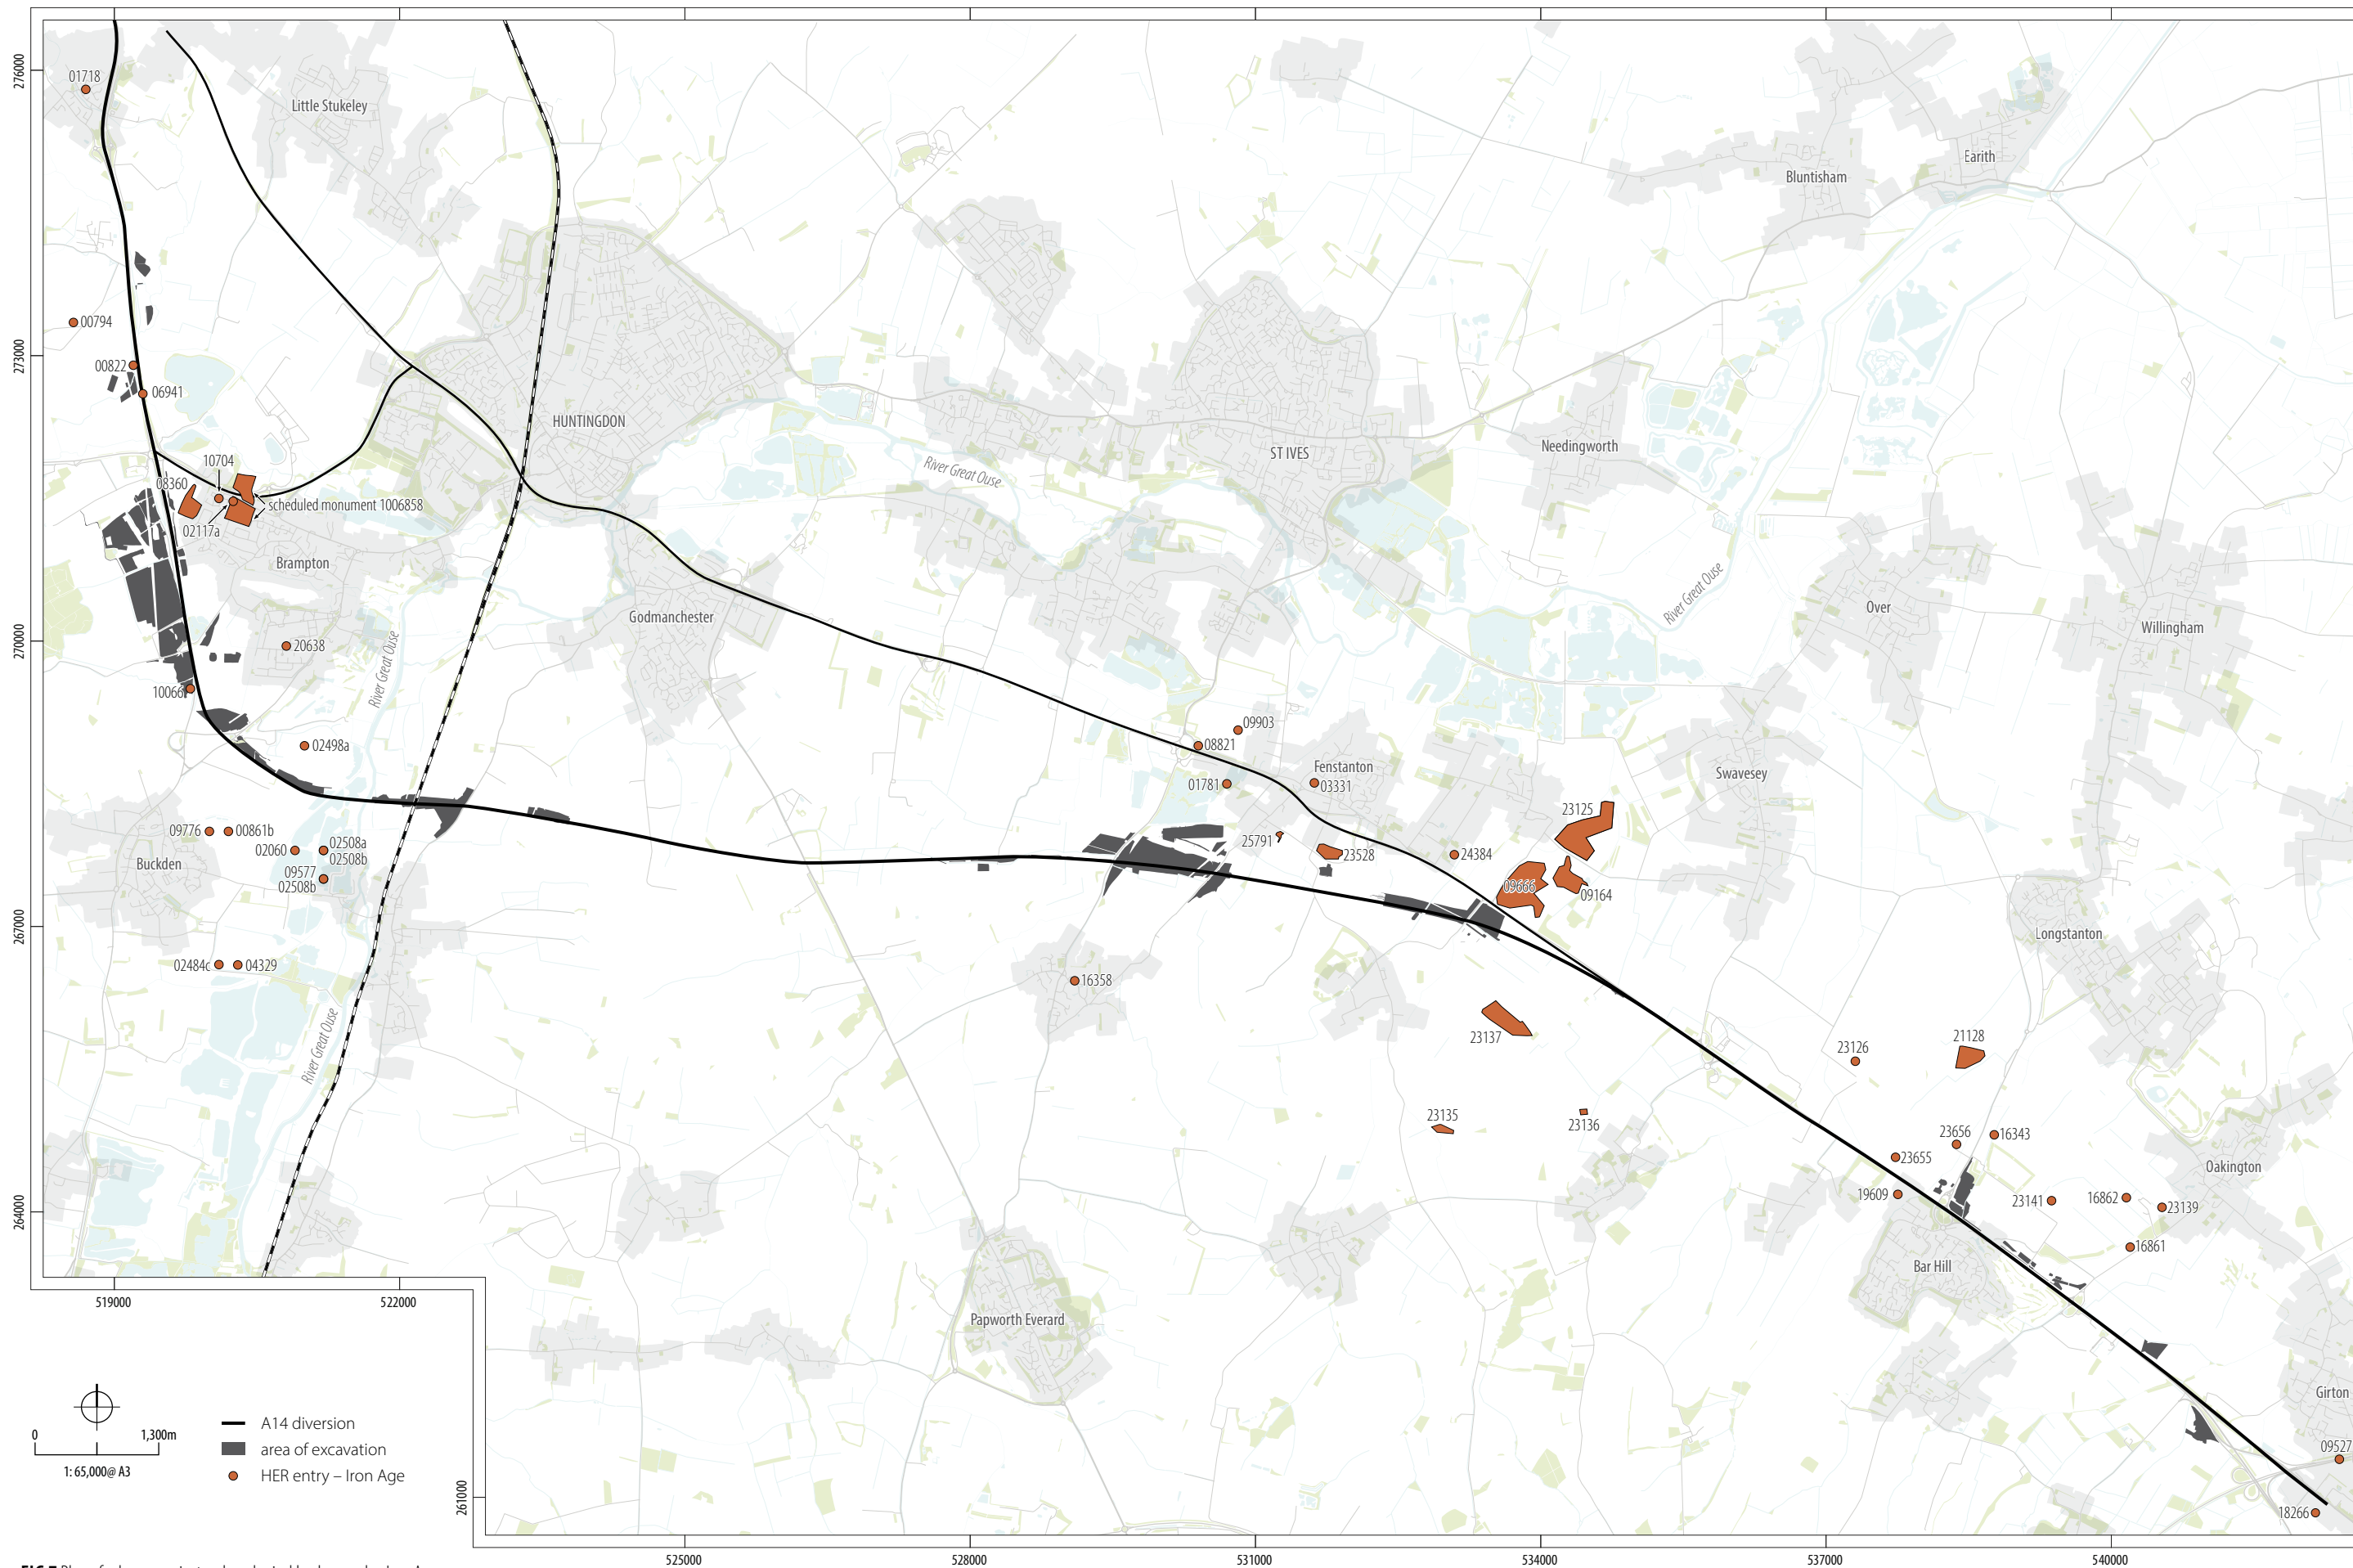 276000
01718
Little Stukeley
Earith
Bluntisham
00794
273000
00822
06941
HUNTINGDON
10704
08360
scheduled monument 1006858
02117a
River Great Ouse
ST IVES
Needingworth
Brampton
River Great Ouse
Godmanchester
Over
Willingham
270000
20638
River Great Ouse
10066
09903
02498a
08821
Fenstanton
Swavesey
01781
03331
23125
09776
00861b
02508a
02060
02508b
25791
23528
24384
Buckden
09577
02508b
09666
09164
267000
Longstanton
02484c
04329
16358
23137
River Great Ouse
23126
21128
23135
23136
23656
16343
23655
Oakington
19609
23141
16862
23139
264000
16861
Bar Hill
519000
522000
Papworth Everard
Girton
0
1,300m
1: 65,000@ A3
A14 diversion
area of excavation
HER entry – Iron Age
09527
261000
18266
525000
528000
531000
534000
537000
540000